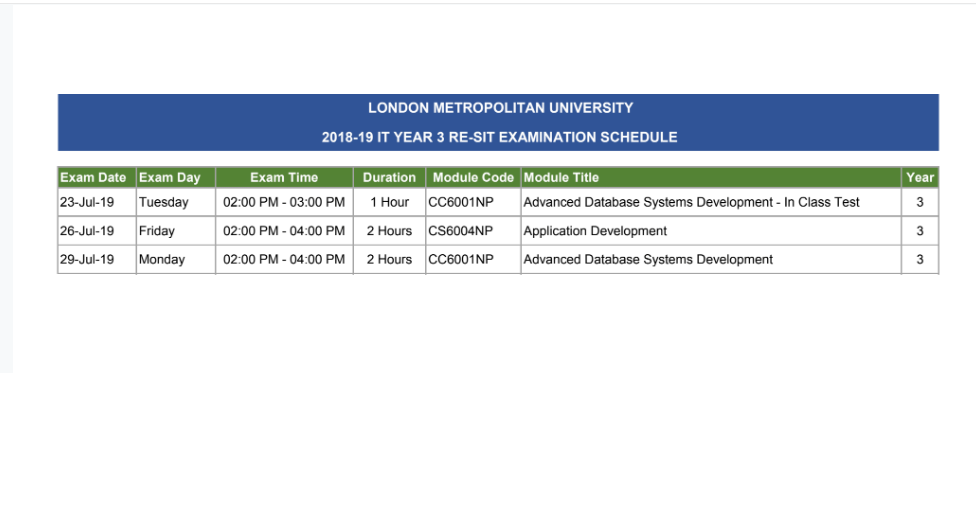 LONDON METROPOLITAN UNIVERSITY
2018-19 IT YEAR 3 RE-SIT EXAMINATION SCHEDULE
Exam Date Exam Day Exam Time Duration Module Code Module Title Year
23-Jul-19 Tuesday 02:00 PM - 03:00 PM 1 Hour CC6001NP Advanced Database Systems Development - In Class Test 3
26-Jul-19 Friday 02:00 PM - 04:00 PM 2 Hours CS6004NP Application Development 3
29-Jul-19 Monday 02:00 PM - 04:00 PM 2 Hours CC6001NP Advanced Database Systems Development 3